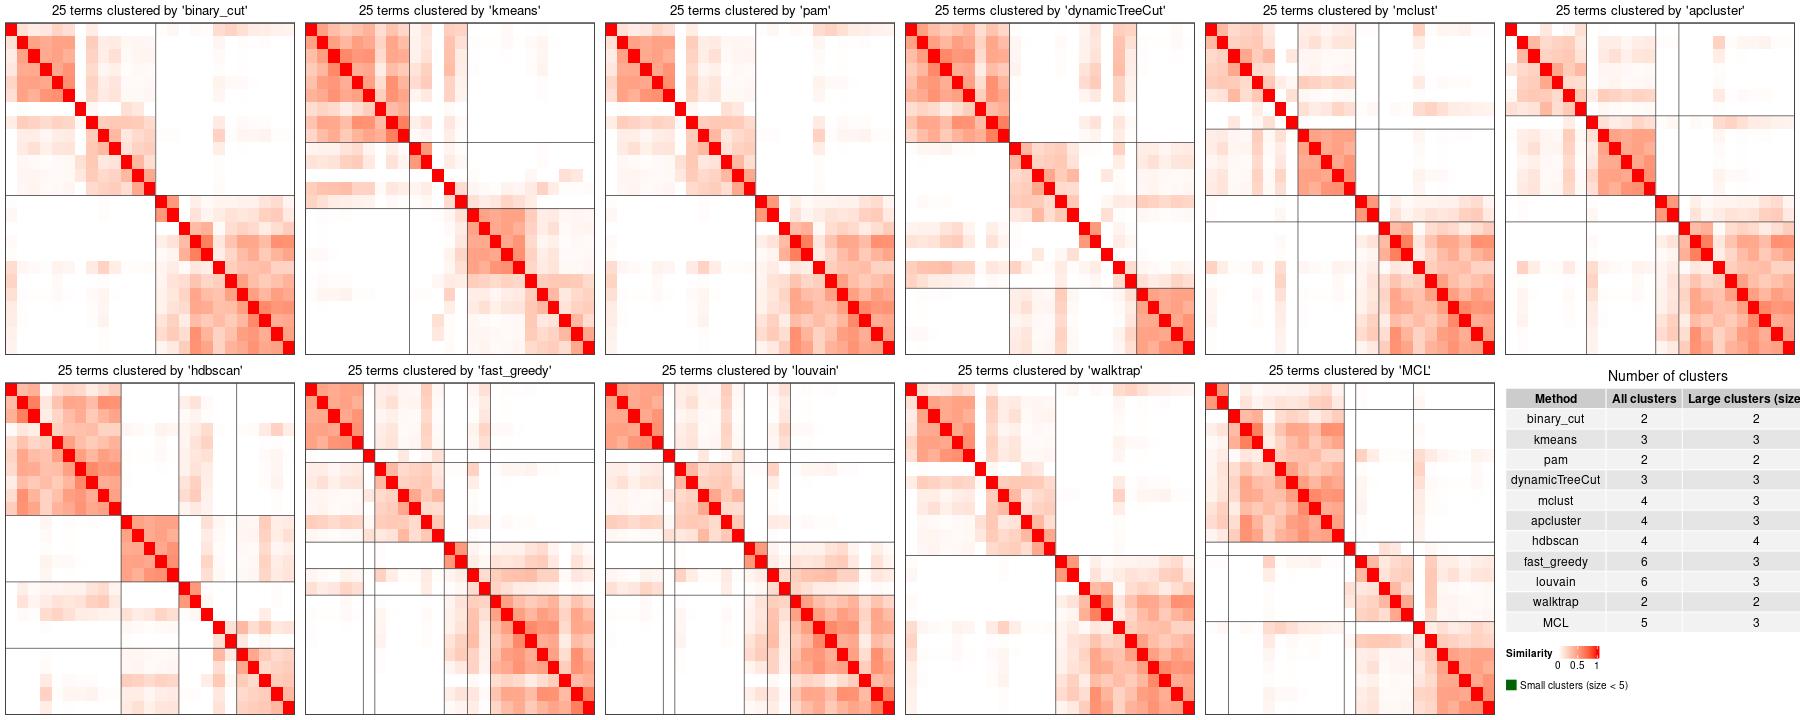 25 terms clustered by 'binary_cut'
25 terms clustered by 'kmeans'
25 terms clustered by 'pam'
25 terms clustered by 'dynamicTreeCut'
25 terms clustered by 'mclust'
25 terms clustered by 'apcluster'
25 terms clustered by 'hdbscan'
25 terms clustered by 'fast_greedy'
25 terms clustered by 'louvain'
25 terms clustered by 'walktrap'
25 terms clustered by 'MCL'
Number of clusters
Method All clusters Large clusters (size
binary_cut 2 2
kmeans 3 3
pam 2 2
dynamicTreeCut 3 3
mclust 4 3
apcluster 4 3
hdbscan 4 4
fast_greedy 6 3
louvain 6 3
walktrap 2 2
MCL 5 3
Similarity
0 0.5 1
Small clusters (size < 5)